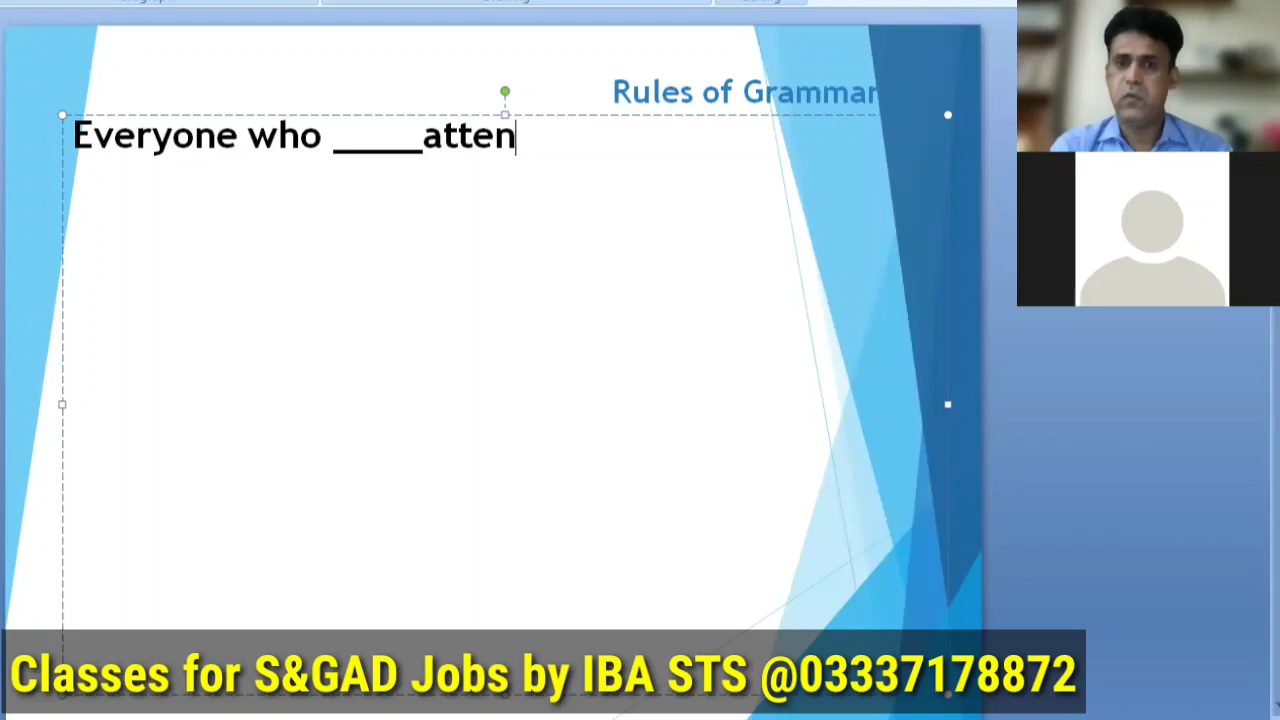 Rules of Grammar
Everyone who _____atten
Classes for S&GAD Jobs by IBA STS @03337178872